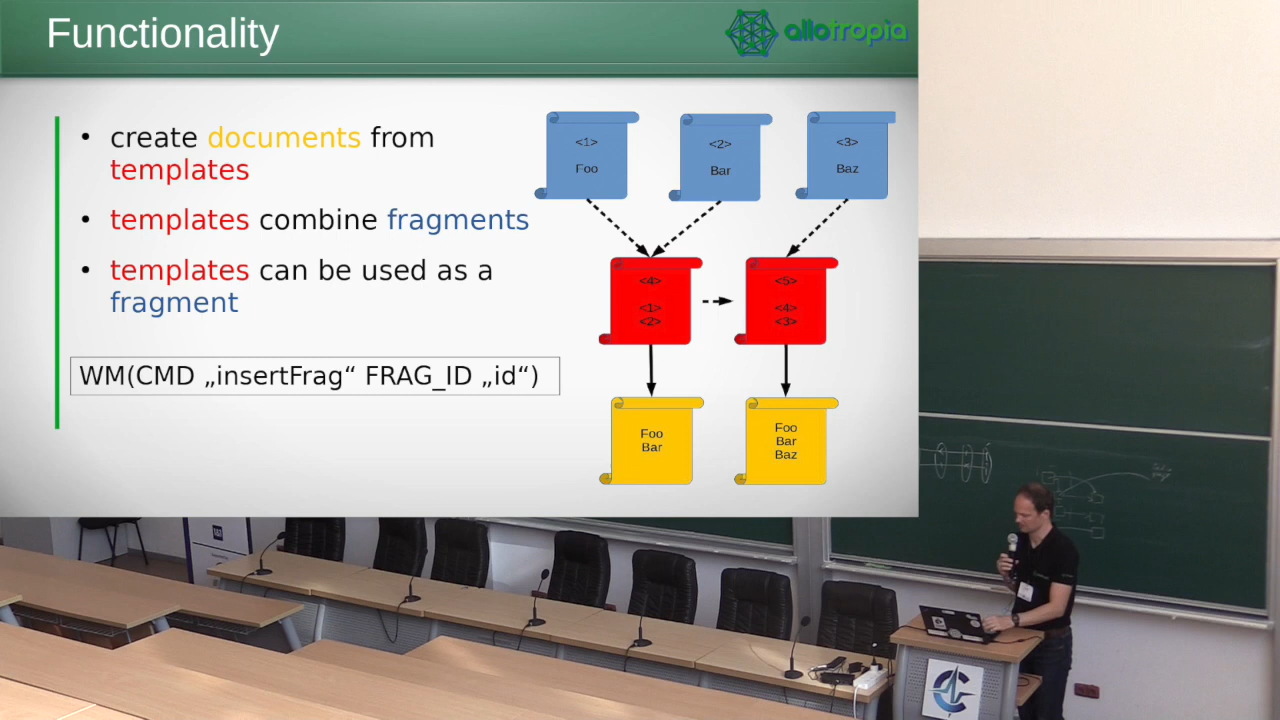 Functionality
allotropia
• create documents from
templates
• templates combine fragments
• templates can be used as a
fragment
WM(CMD „insertFrag“ FRAG_ID „id“)
<1>
Foo
<2>
Bar
<3>
Baz
<4>
<1>
<2>
<5>
<4>
<3>
Foo
Bar
Foo
Bar
Baz